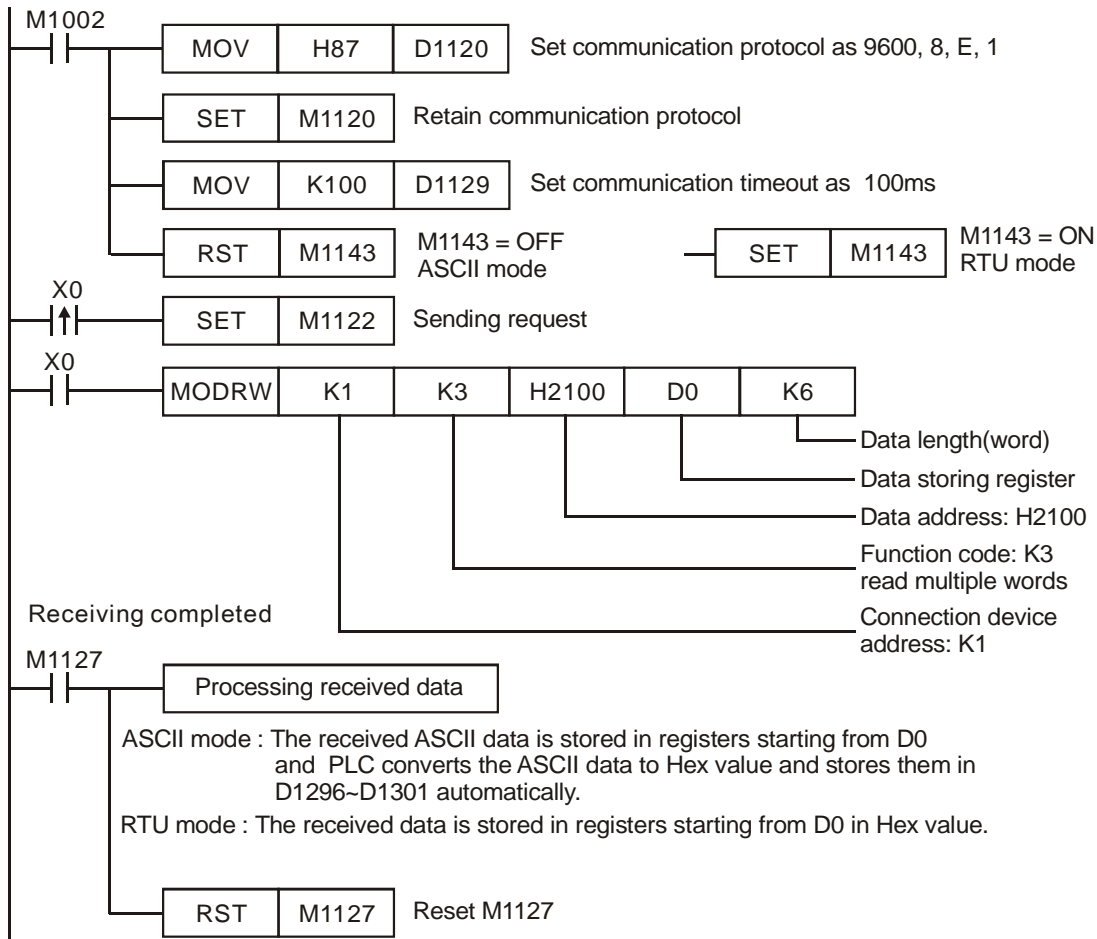 M1002
MOV H87 D1120 Set communication protocol as 9600, 8, E, 1
SET M1120 Retain communication protocol
MOV K100 D1129 Set communication timeout as 100ms
RST M1143 M1143 = OFF
ASCII mode
SET M1143 M1143 = ON
RTU mode
X0
SET M1122 Sending request
X0
MODRW K1 K3 H2100 D0 K6
Data length(word)
Data storing register
Data address: H2100
Function code: K3
read multiple words
Connection device
address: K1
Receiving completed
M1127
Processing received data
ASCII mode : The received ASCII data is stored in registers starting from D0
and PLC converts the ASCII data to Hex value and stores them in
D1296~D1301 automatically.
RTU mode : The received data is stored in registers starting from D0 in Hex value.
RST M1127 Reset M1127